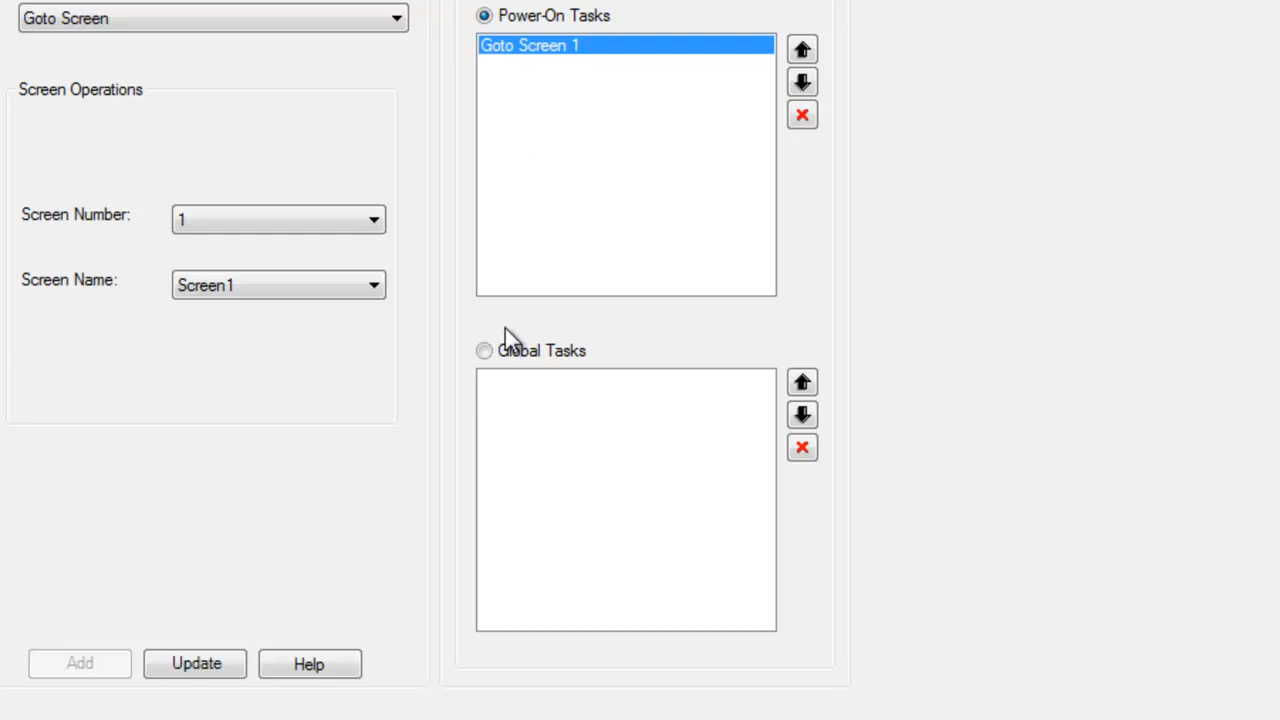 Goto Screen
Screen Operations
Screen Number: 1
Screen Name: Screen1
Add Update Help
Power-On Tasks
Goto Screen 1
Global Tasks